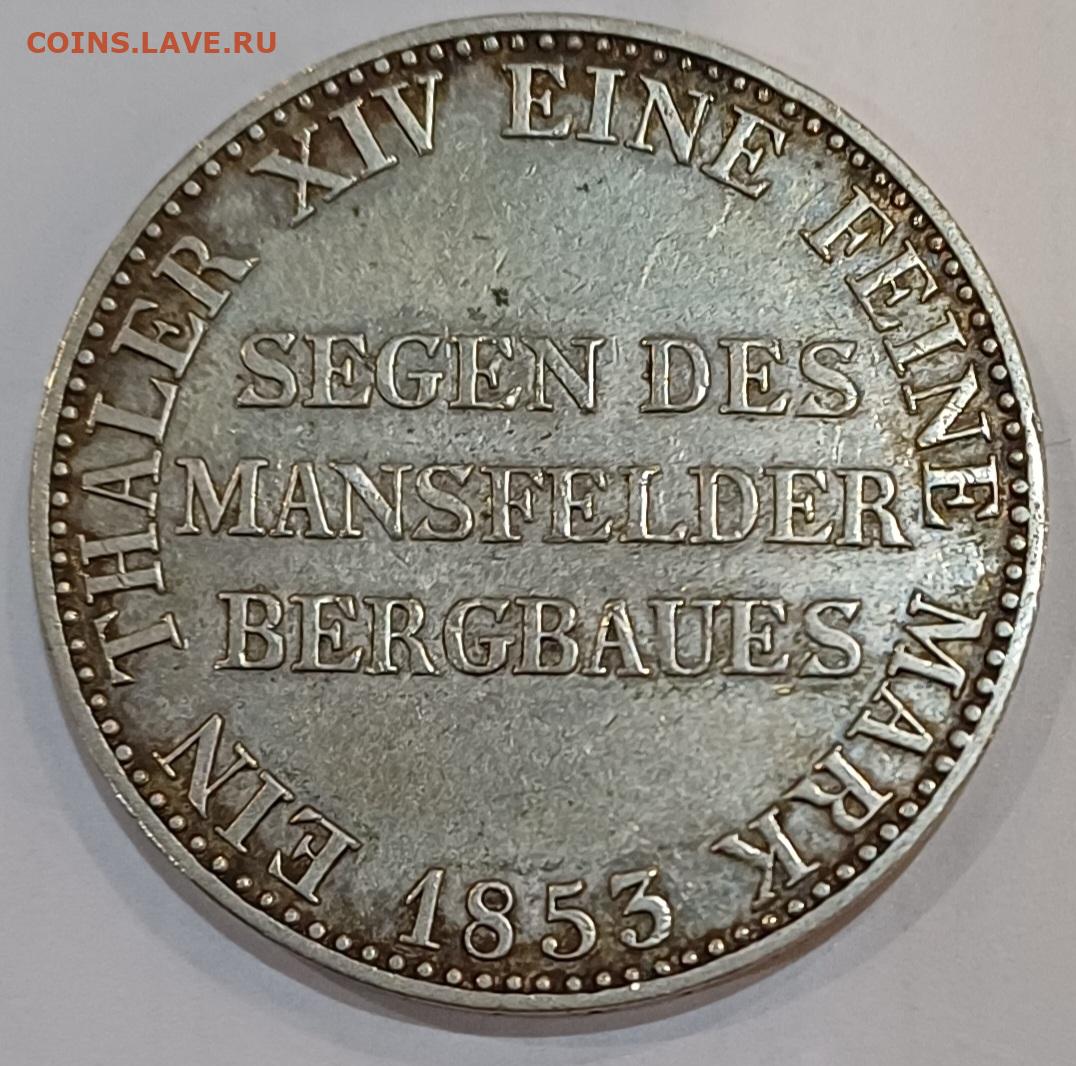 COINS.LAVE.RU
EIN THALER XIV EINE FEINE MARK
SEGEN DES
MANSFELDER
BERGBAUES
1853